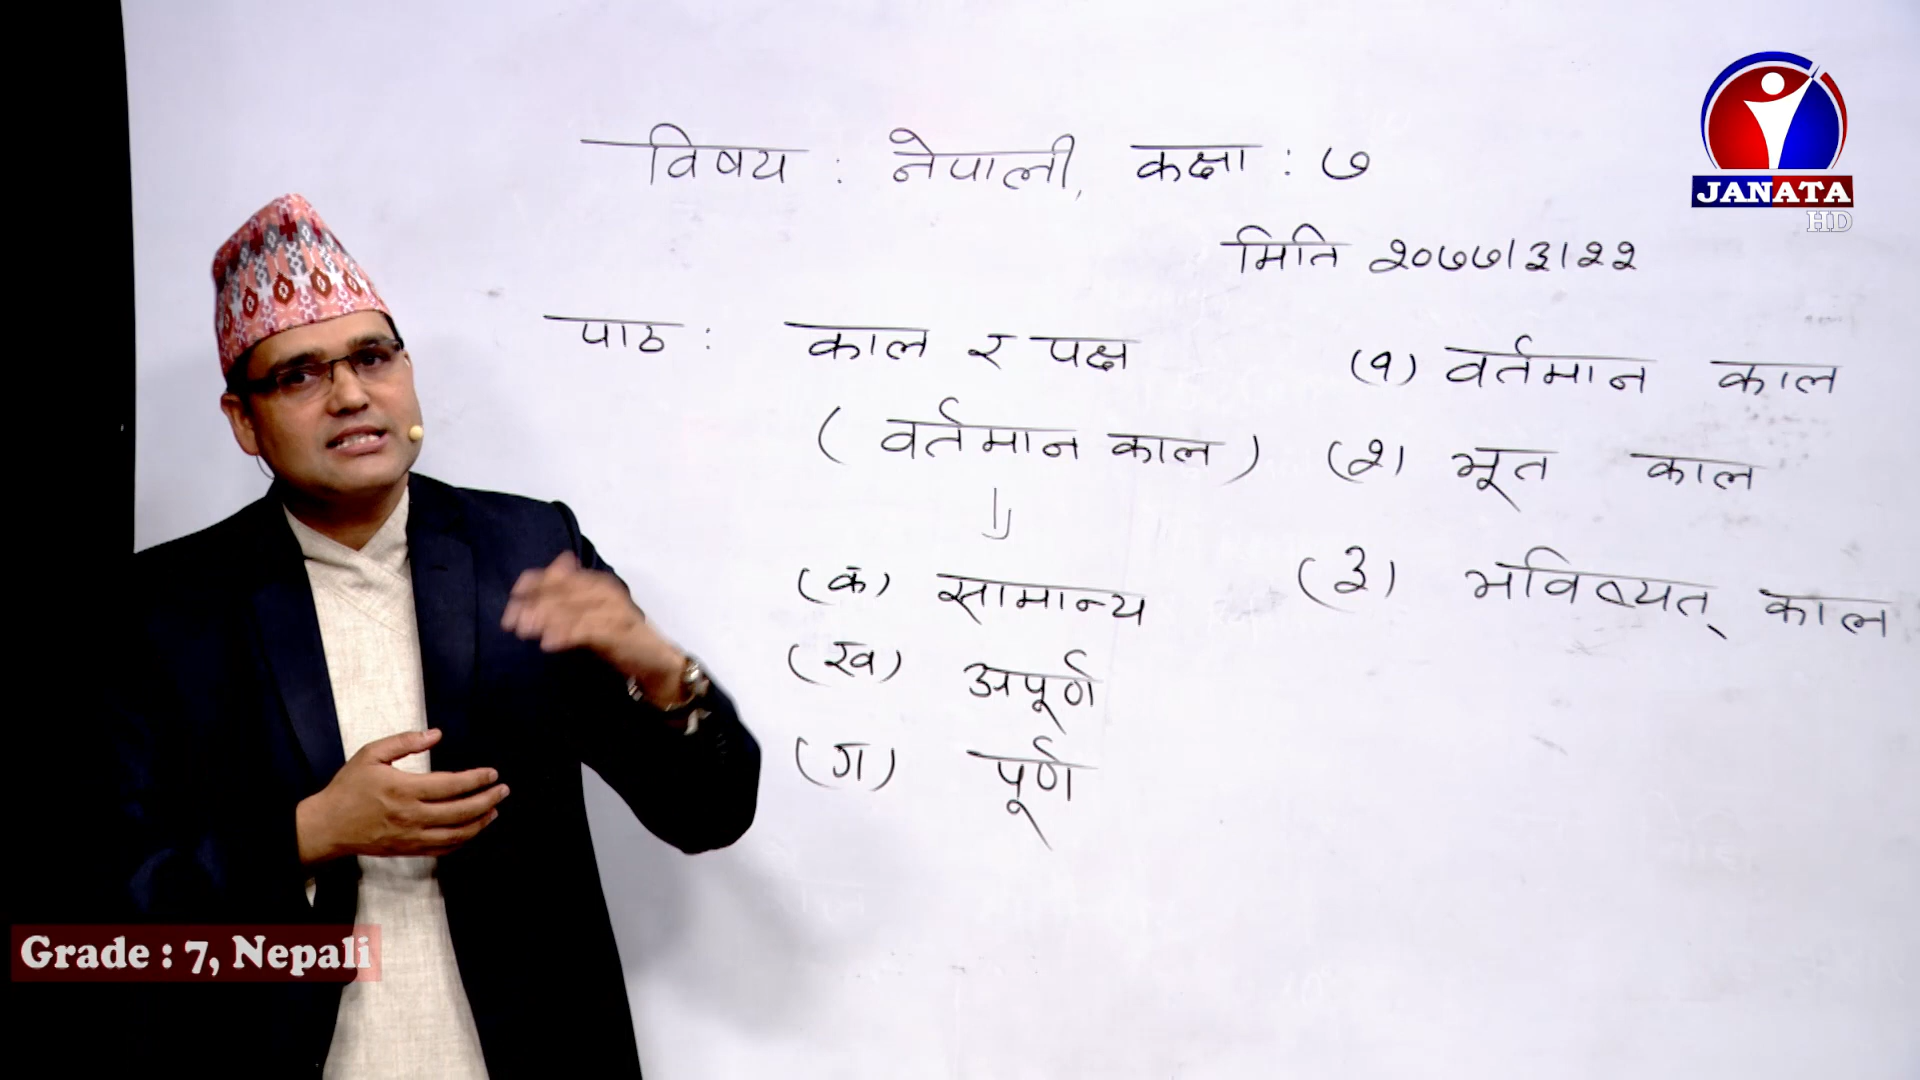 विषय : नेपाली, कक्षा : ७
मिति २०७७।३।२२
पाठ : काल र पक्ष
(वर्तमान काल)
(क) सामान्य
(ख) अपूर्ण
(ग) पूर्ण
(१) वर्तमान काल
(२) भूत काल
(३) भविष्यत् काल
JANATA
HD
Grade : 7, Nepali